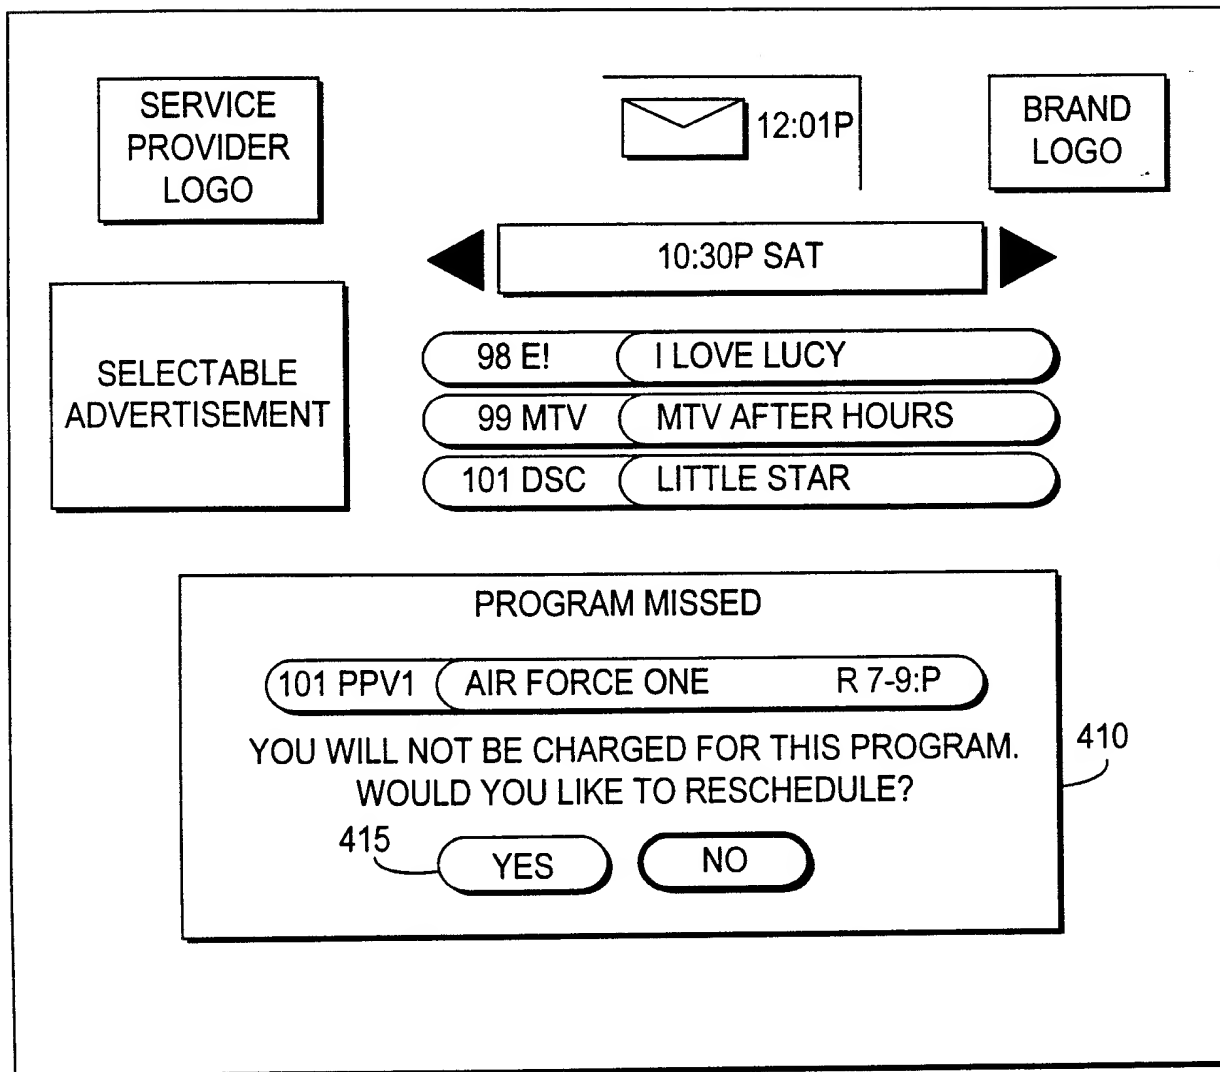 SERVICE
PROVIDER
LOGO
12:01P
BRAND
LOGO
10:30P SAT
SELECTABLE
ADVERTISEMENT
98 E! I LOVE LUCY
99 MTV MTV AFTER HOURS
101 DSC LITTLE STAR
PROGRAM MISSED
101 PPV1 AIR FORCE ONE R 7-9:P
YOU WILL NOT BE CHARGED FOR THIS PROGRAM.
WOULD YOU LIKE TO RESCHEDULE?
410
415
YES NO